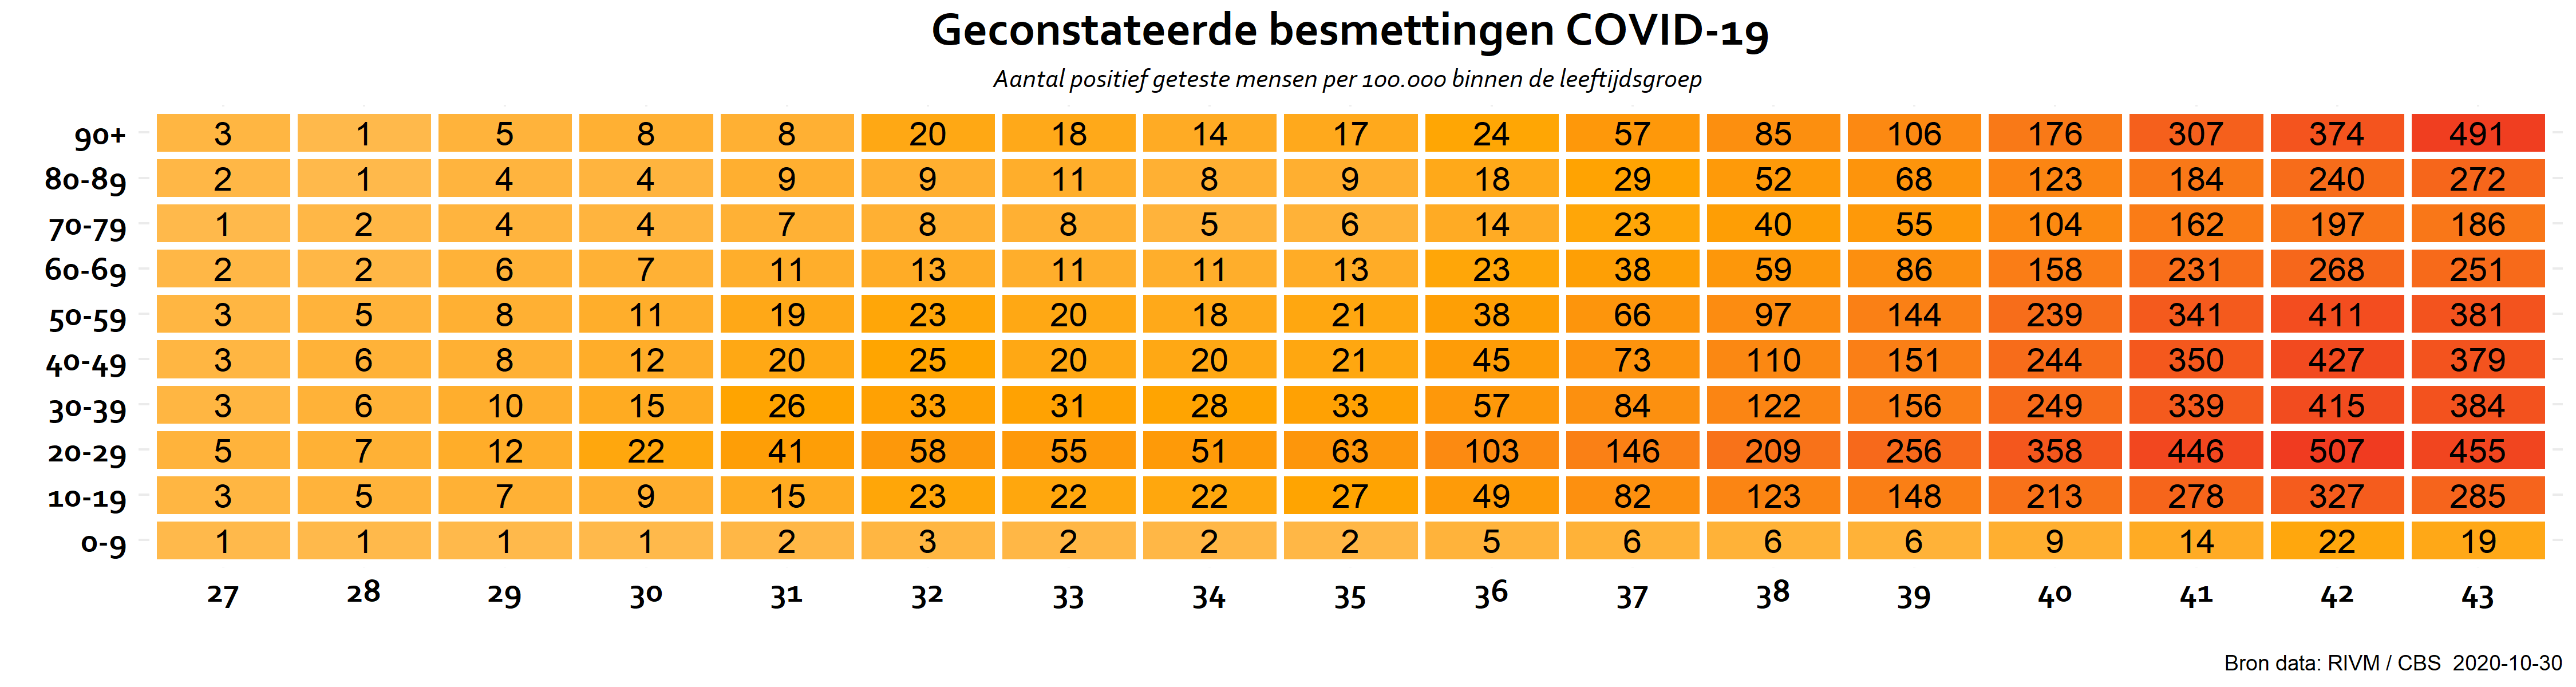 Geconstateerde besmettingen COVID-19
Aantal positief geteste mensen per 100.000 binnen de leeftijdsgroep
90+ 3 1 5 8 8 20 18 14 17 24 57 85 106 176 307 374 491
80-89 2 1 4 4 9 9 11 8 9 18 29 52 68 123 184 240 272
70-79 1 2 4 4 7 8 8 5 6 14 23 40 55 104 162 197 186
60-69 2 2 6 7 11 13 11 11 13 23 38 59 86 158 231 268 251
50-59 3 5 8 11 19 23 20 18 21 38 66 97 144 239 341 411 381
40-49 3 6 8 12 20 25 20 20 21 45 73 110 151 244 350 427 379
30-39 3 6 10 15 26 33 31 28 33 57 84 122 156 249 339 415 384
20-29 5 7 12 22 41 58 55 51 63 103 146 209 256 358 446 507 455
10-19 3 5 7 9 15 23 22 22 27 49 82 123 148 213 278 327 285
0-9 1 1 1 1 2 3 2 2 2 5 6 6 6 9 14 22 19
27 28 29 30 31 32 33 34 35 36 37 38 39 40 41 42 43
Bron data: RIVM / CBS 2020-10-30